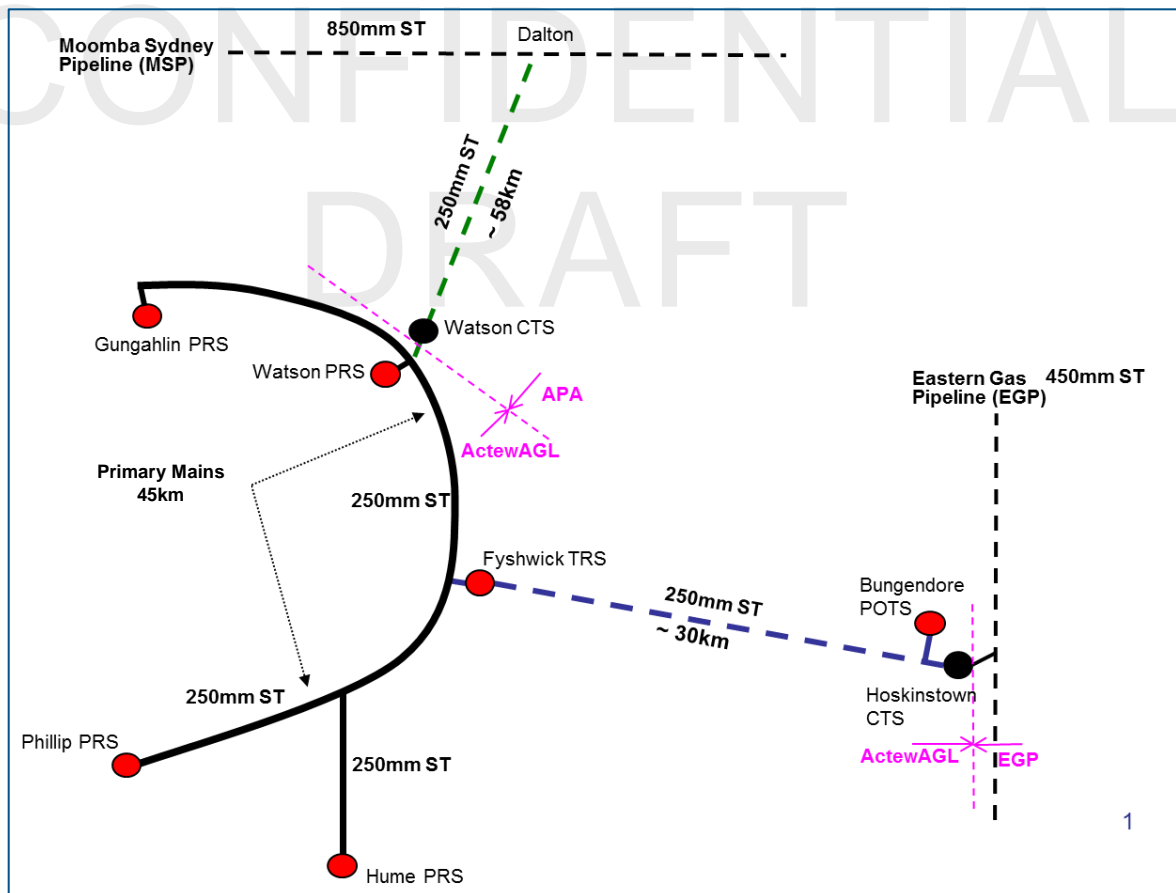 CONFIDENTIAL
DRAFT
850mm ST
Dalton
Moomba Sydney
Pipeline (MSP)
250mm ST
~ 58km
Gungahlin PRS
Watson CTS
Watson PRS
APA
ActewAGL
Eastern Gas
Pipeline (EGP)
450mm ST
Primary Mains
45km
250mm ST
Fyshwick TRS
250mm ST
~ 30km
Bungendore
POTS
Hoskinstown
CTS
250mm ST
Phillip PRS
250mm ST
ActewAGL
EGP
Hume PRS
1